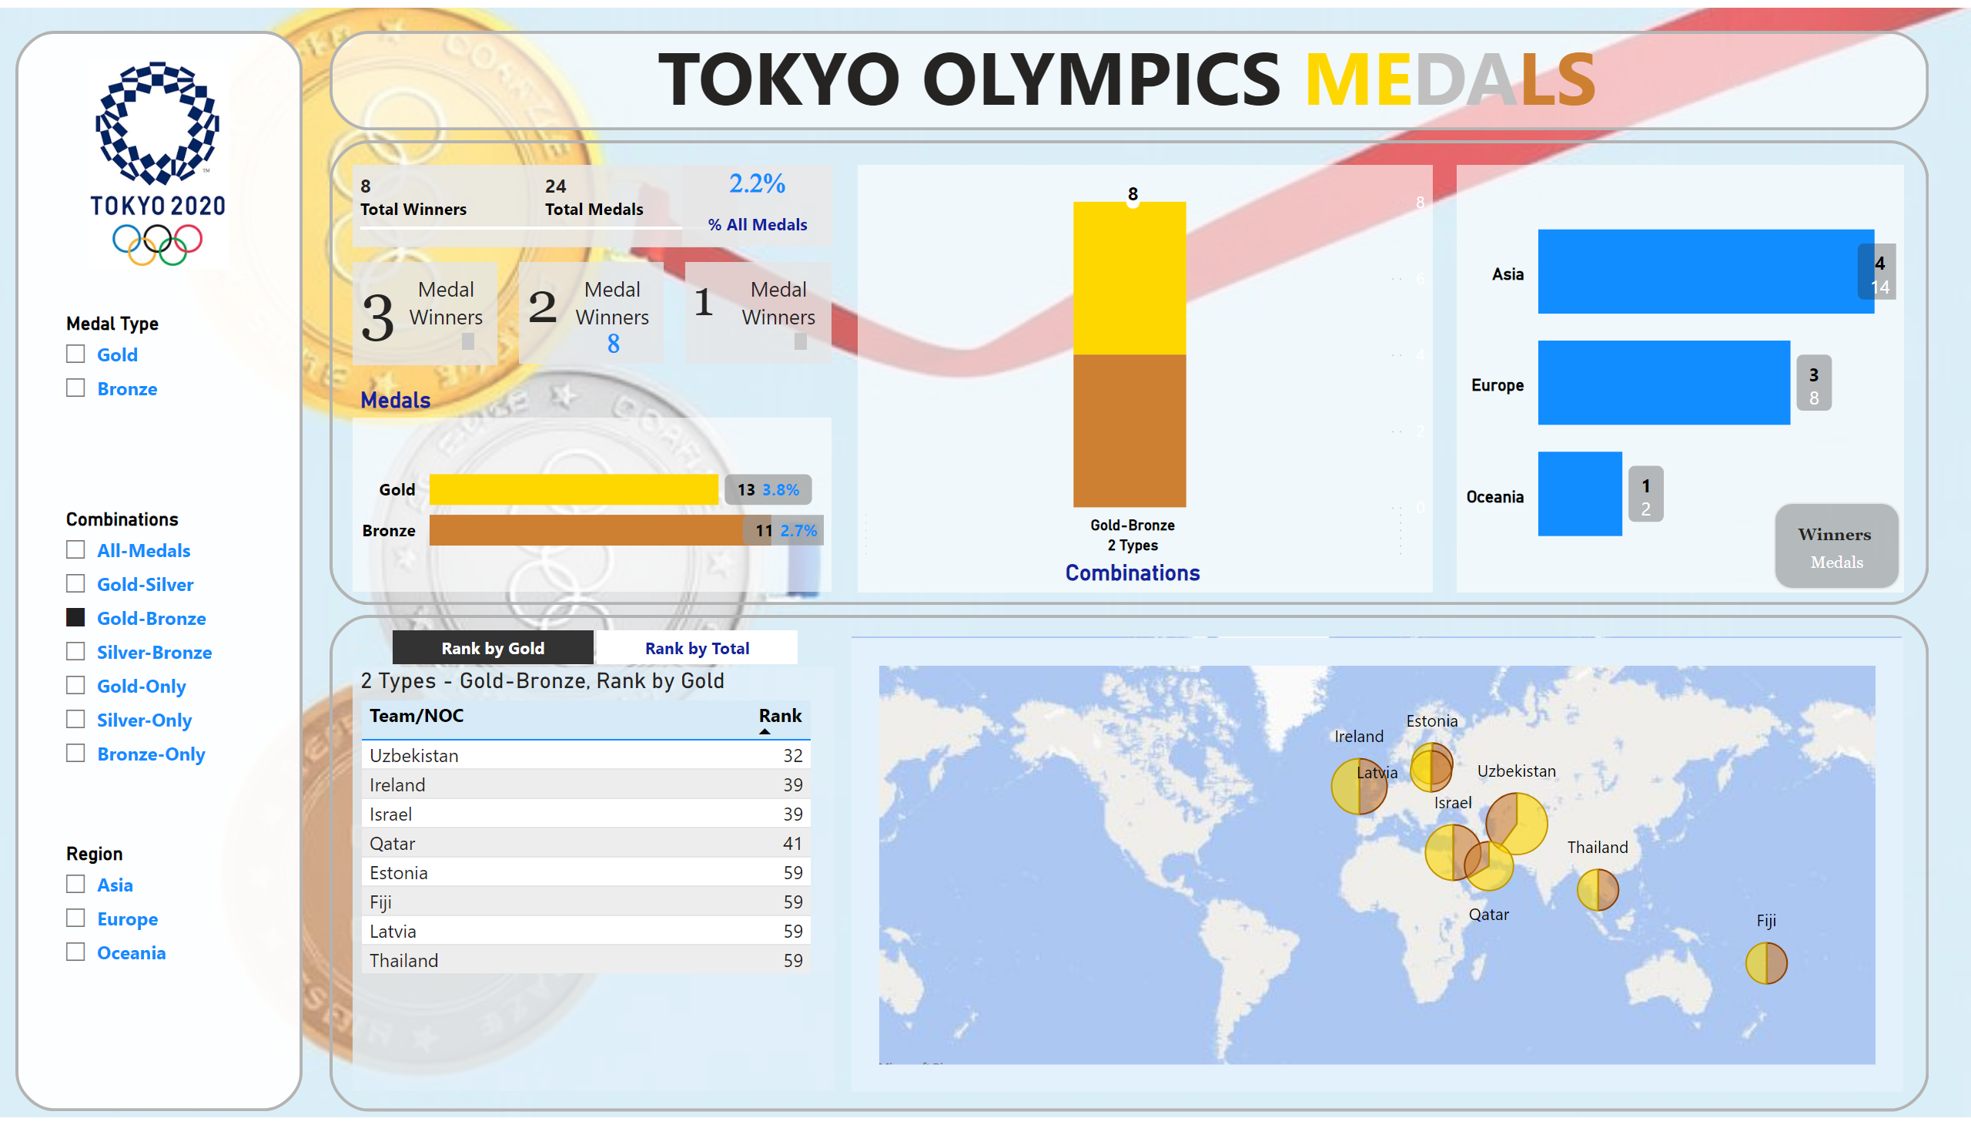 TOKYO OLYMPICS MEDALS
TOKYO 2020
Medal Type
Gold
Bronze
Combinations
All-Medals
Gold-Silver
Gold-Bronze
Silver-Bronze
Gold-Only
Silver-Only
Bronze-Only
Region
Asia
Europe
Oceania
8
Total Winners
24
Total Medals
2.2%
% All Medals
3 Medal Winners
2 Medal Winners
8
1 Medal Winners
Medals
Gold 13 3.8%
Bronze 11 2.7%
8
8
6
4
2
0
Gold-Bronze
2 Types
Combinations
Asia 4
14
Europe 3
8
Oceania 1
2
Winners
Medals
Rank by Gold
Rank by Total
2 Types - Gold-Bronze, Rank by Gold
Team/NOC Rank
Uzbekistan 32
Ireland 39
Israel 39
Qatar 41
Estonia 59
Fiji 59
Latvia 59
Thailand 59
Estonia
Ireland
Latvia
Uzbekistan
Israel
Thailand
Qatar
Fiji